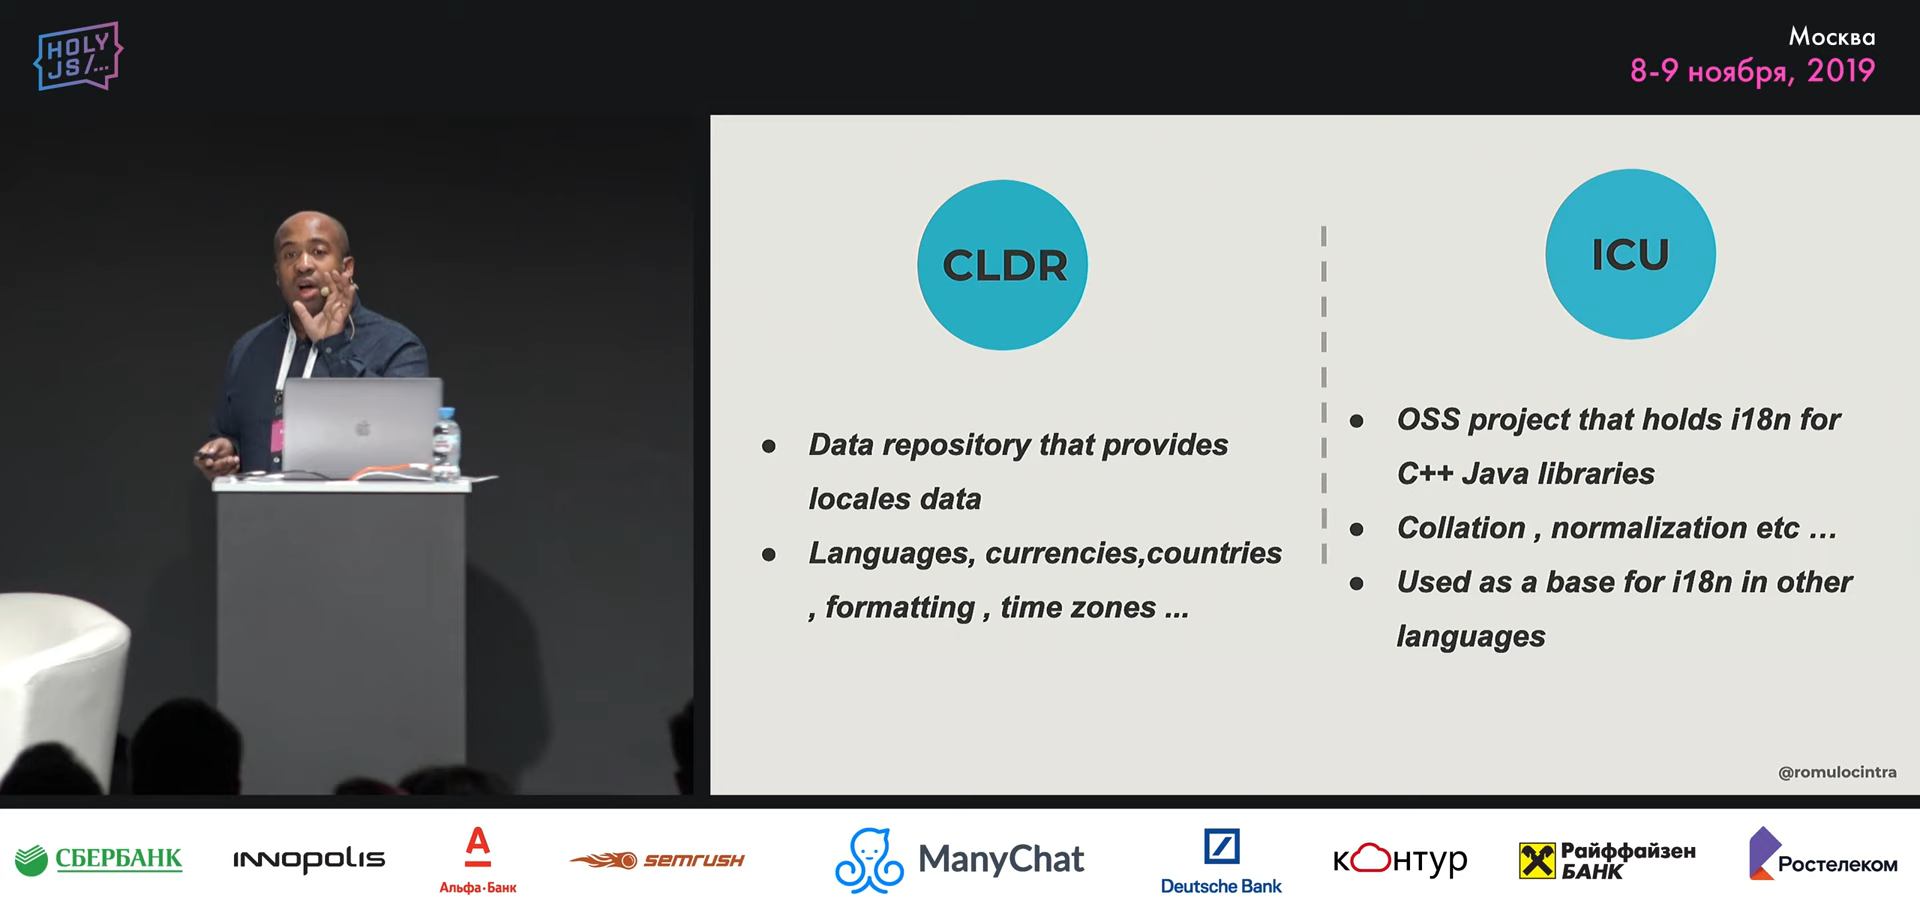 HOLY
JS/...
Москва
8-9 ноября, 2019
CLDR
● Data repository that provides
locales data
● Languages, currencies,countries
, formatting , time zones ...
ICU
● OSS project that holds i18n for
C++ Java libraries
● Collation , normalization etc ...
● Used as a base for i18n in other
languages
@romulocintra
СБЕРБАНК
INNOPOLIS
А
Альфа·Банк
semrush
ManyChat
Deutsche Bank
кОнтур
Райффайзен
БАНК
Ростелеком